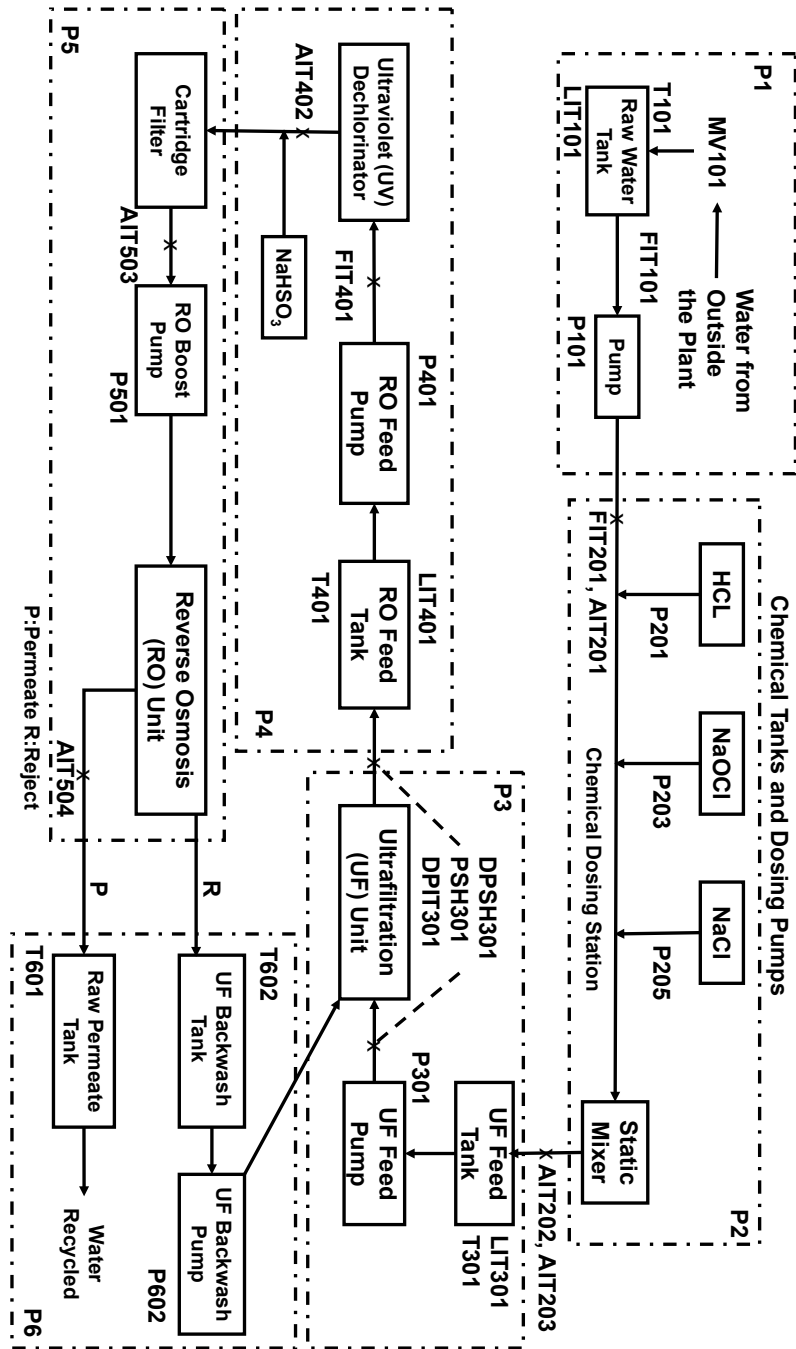 P1
Water from
Outside
the Plant
MV101
T101
LIT101
Raw Water
Tank
FIT101
Pump
P101
Chemical Tanks and Dosing Pumps
HCL
NaOCl
NaCl
P201
P203
P205
FIT201, AIT201
Chemical Dosing Station
Static
Mixer
P2
AIT202, AIT203
P3
LIT301
T301
UF Feed
Tank
P301
UF Feed
Pump
DPSH301
PSH301
DPIT301
Ultrafiltration
(UF) Unit
P4
LIT401
RO Feed
Tank
T401
P401
RO Feed
Pump
FIT401
Ultraviolet (UV)
Dechlorinator
NaHSO3
AIT402
P5
Cartridge
Filter
AIT503
RO Boost
Pump
P501
Reverse Osmosis
(RO) Unit
AIT504
P:Permeate R:Reject
R
P
T602
UF Backwash
Tank
UF Backwash
Pump
P602
T601
Raw Permeate
Tank
Water
Recycled
P6